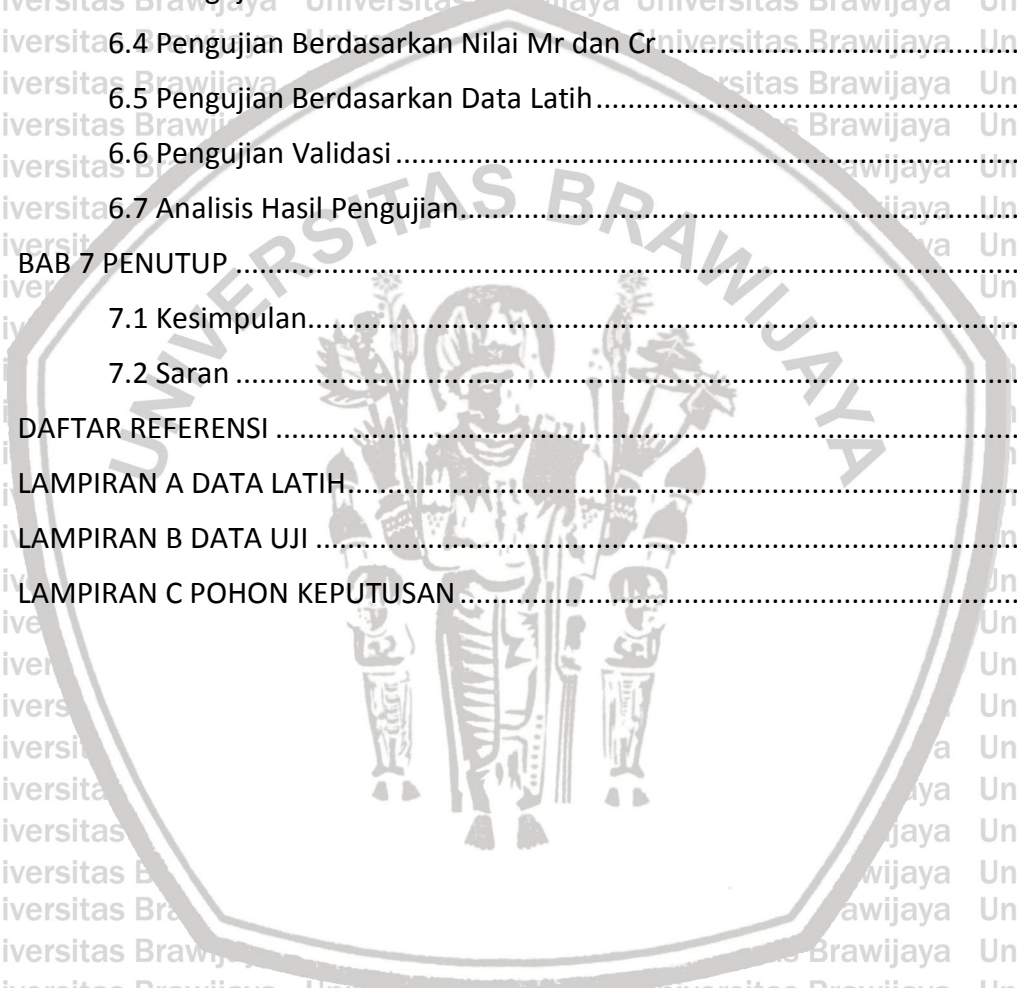 6.4 Pengujian Berdasarkan Nilai Mr dan Cr
6.5 Pengujian Berdasarkan Data Latih
6.6 Pengujian Validasi
6.7 Analisis Hasil Pengujian
BAB 7 PENUTUP
7.1 Kesimpulan
7.2 Saran
DAFTAR REFERENSI
LAMPIRAN A DATA LATIH
LAMPIRAN B DATA UJI
LAMPIRAN C POHON KEPUTUSAN
UNIVERSITAS BRAWIJAYA